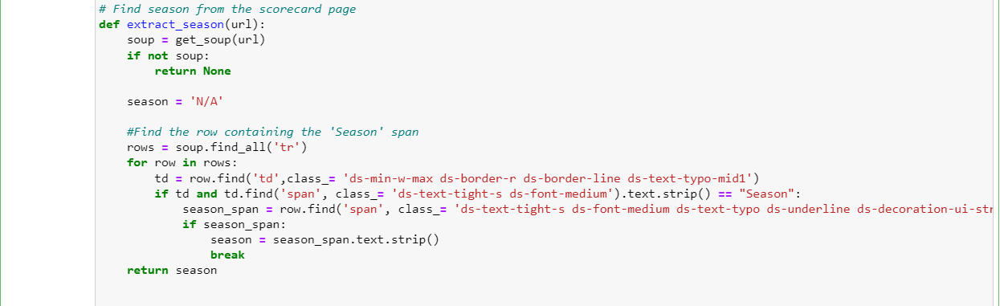 # Find season from the scorecard page
def extract_season(url):
    soup = get_soup(url)
    if not soup:
        return None

    season = 'N/A'

    #Find the row containing the 'Season' span
    rows = soup.find_all('tr')
    for row in rows:
        td = row.find('td',class_= 'ds-min-w-max ds-border-r ds-border-line ds-text-typo-mid1')
        if td and td.find('span', class_= 'ds-text-tight-s ds-font-medium').text.strip() == "Season":
            season_span = row.find('span', class_= 'ds-text-tight-s ds-font-medium ds-text-typo ds-underline ds-decoration-ui-str
            if season_span:
                season = season_span.text.strip()
                break
    return season